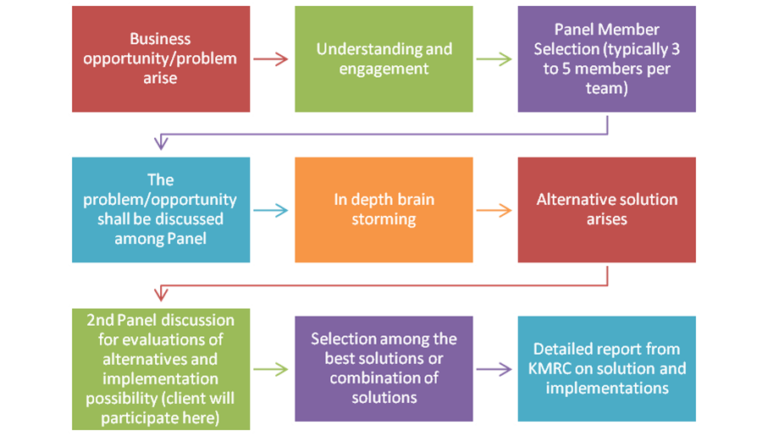 Business
opportunity/problem
arise
Understanding and
engagement
Panel Member
Selection (typically 3
to 5 members per
team)
The
problem/opportunity
shall be discussed
among Panel
In depth brain
storming
Alternative solution
arises
2nd Panel discussion
for evaluations of
alternatives and
implementation
possibility (client will
participate here)
Selection among the
best solutions or
combination of
solutions
Detailed report from
KMRC on solution and
implementations